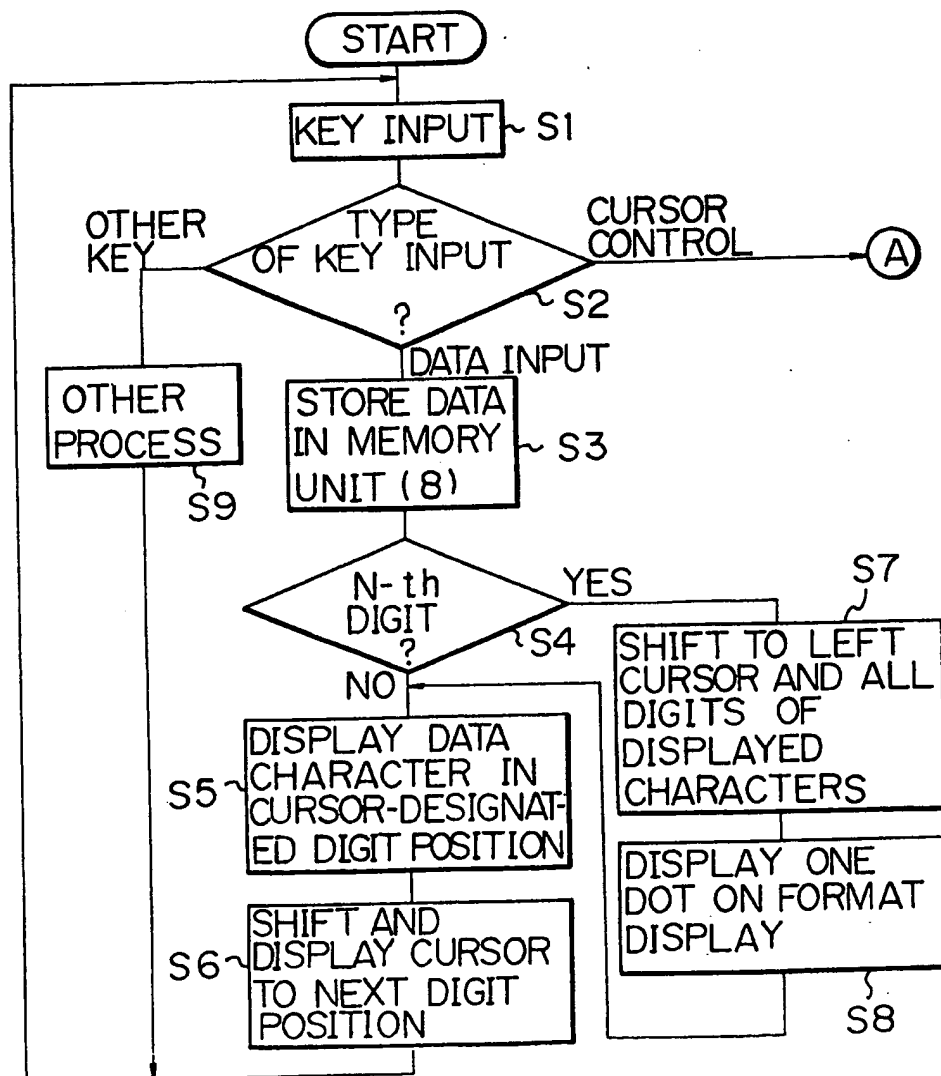 START
KEY INPUT
S1
OTHER
KEY
TYPE
OF KEY INPUT
?
CURSOR
CONTROL
A
S2
DATA INPUT
OTHER
PROCESS
S9
STORE DATA
IN MEMORY
UNIT (8)
S3
N-th
DIGIT
?
YES
S4
NO
S7
SHIFT TO LEFT
CURSOR AND ALL
DIGITS OF
DISPLAYED
CHARACTERS
S5
DISPLAY DATA
CHARACTER IN
CURSOR-DESIGNAT-
ED DIGIT POSITION
DISPLAY ONE
DOT ON FORMAT
DISPLAY
S8
S6
SHIFT AND
DISPLAY CURSOR
TO NEXT DIGIT
POSITION